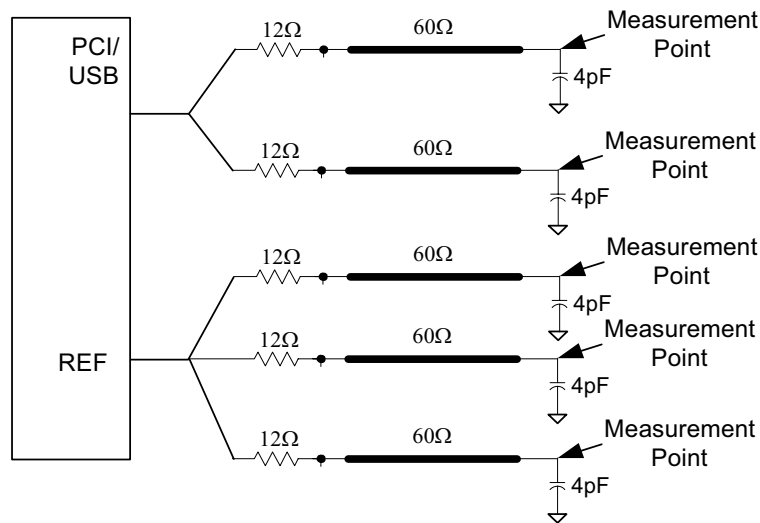 PCI/
USB
12Ω
60Ω
Measurement
Point
4pF
12Ω
60Ω
Measurement
Point
4pF
REF
12Ω
60Ω
Measurement
Point
4pF
12Ω
60Ω
Measurement
Point
4pF
12Ω
60Ω
Measurement
Point
4pF